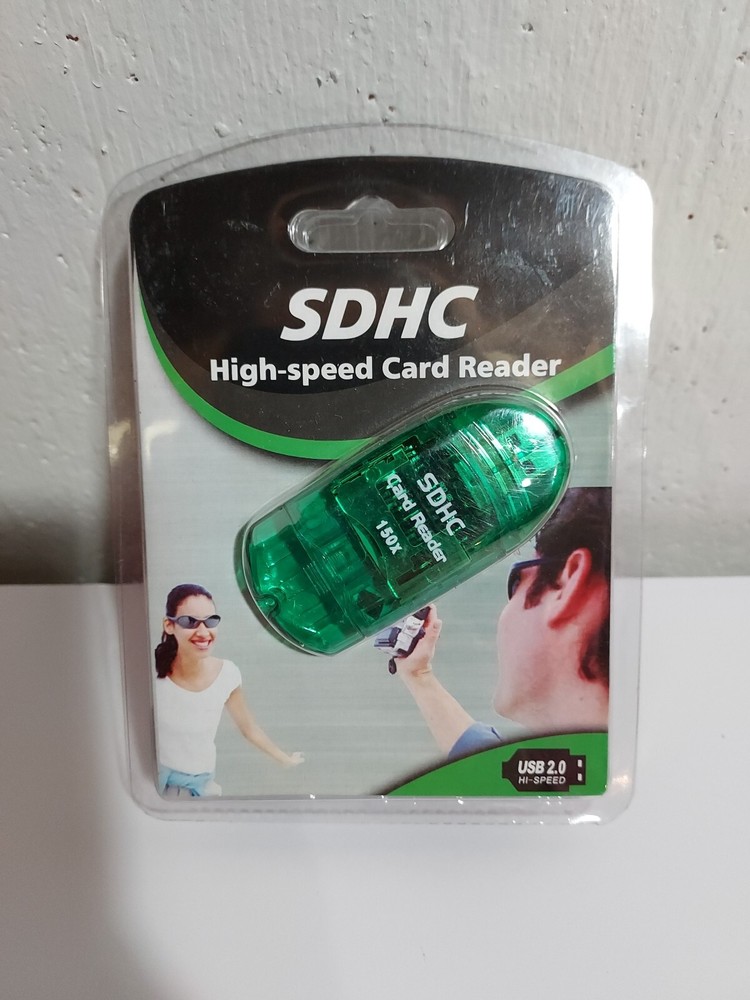 SDHC
High-speed Card Reader
SDHC
Card Reader
150x
USB 2.0
HI-SPEED